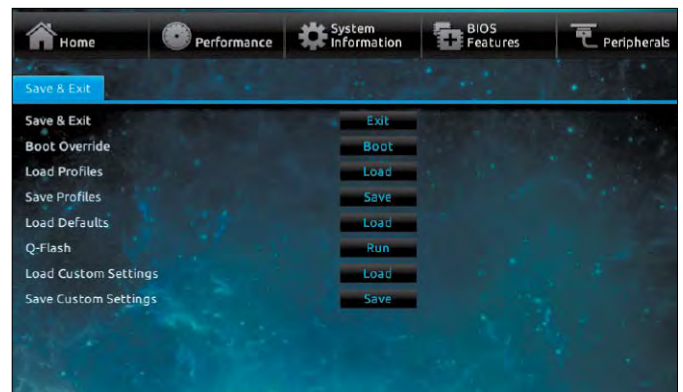 Home
Performance
System Information
BIOS Features
Peripherals
Save & Exit
Save & Exit Exit
Boot Override Boot
Load Profiles Load
Save Profiles Save
Load Defaults Load
Q-Flash Run
Load Custom Settings Load
Save Custom Settings Save